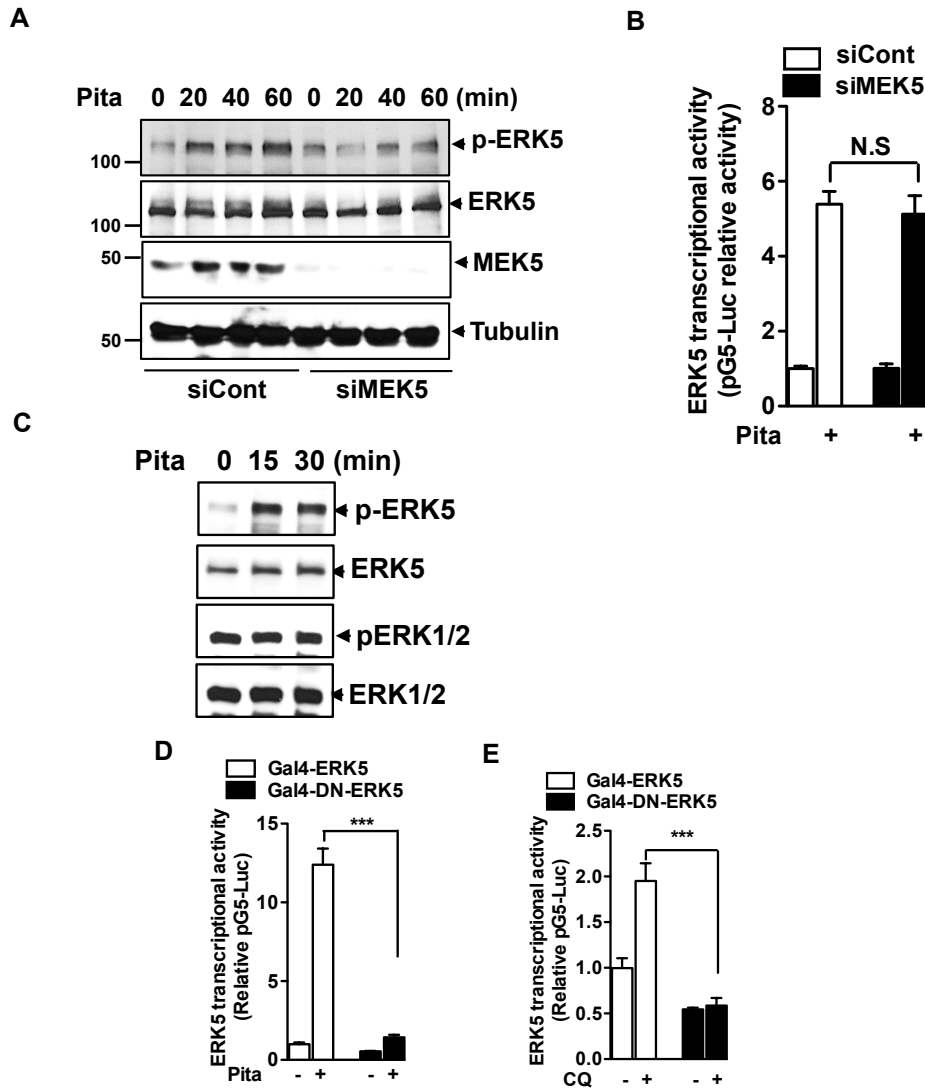 A
Pita 0 20 40 60 0 20 40 60 (min)
100
p-ERK5
100
ERK5
50
MEK5
50
Tubulin
siCont siMEK5
B
siCont
siMEK5
ERK5 transcriptional activity
(pG5-Luc relative activity)
8
6
4
2
0
N.S
Pita + +
C
Pita 0 15 30 (min)
p-ERK5
ERK5
pERK1/2
ERK1/2
D
Gal4-ERK5
Gal4-DN-ERK5
ERK5 transcriptional activity
(Relative pG5-Luc)
15
10
5
0
***
Pita - + - +
E
Gal4-ERK5
Gal4-DN-ERK5
ERK5 transcriptional activity
(Relative pG5-Luc)
2.5
2.0
1.5
1.0
0.5
0.0
***
CQ - + - +